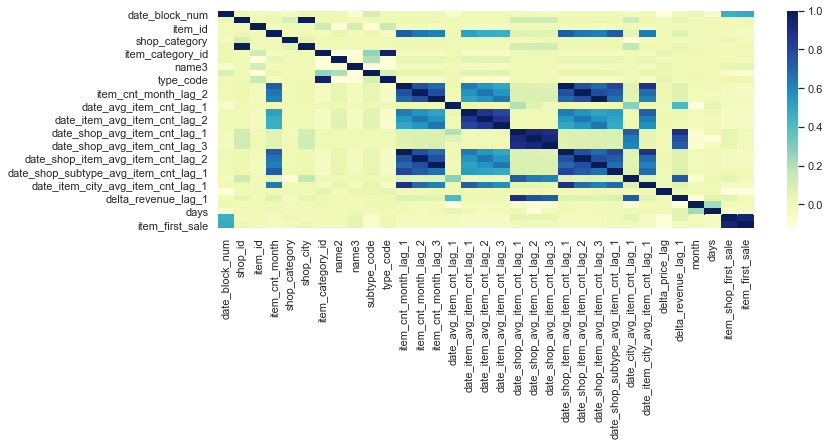 date_block_num
item_id
shop_category
item_category_id
name3
type_code
item_cnt_month_lag_2
date_avg_item_cnt_lag_1
date_item_avg_item_cnt_lag_2
date_shop_avg_item_cnt_lag_1
date_shop_avg_item_cnt_lag_3
date_shop_item_avg_item_cnt_lag_2
date_shop_subtype_avg_item_cnt_lag_1
date_item_city_avg_item_cnt_lag_1
delta_revenue_lag_1
days
item_first_sale
date_block_num
shop_id
item_id
item_cnt_month
shop_category
shop_city
item_category_id
name2
name3
subtype_code
type_code
item_cnt_month_lag_1
item_cnt_month_lag_2
item_cnt_month_lag_3
date_avg_item_cnt_lag_1
date_item_avg_item_cnt_lag_1
date_item_avg_item_cnt_lag_2
date_item_avg_item_cnt_lag_3
date_shop_avg_item_cnt_lag_1
date_shop_avg_item_cnt_lag_2
date_shop_avg_item_cnt_lag_3
date_shop_item_avg_item_cnt_lag_1
date_shop_item_avg_item_cnt_lag_2
date_shop_item_avg_item_cnt_lag_3
date_shop_subtype_avg_item_cnt_lag_1
date_city_avg_item_cnt_lag_1
date_item_city_avg_item_cnt_lag_1
delta_price_lag
delta_revenue_lag_1
month
days
item_shop_first_sale
item_first_sale
1.0
0.8
0.6
0.4
0.2
0.0